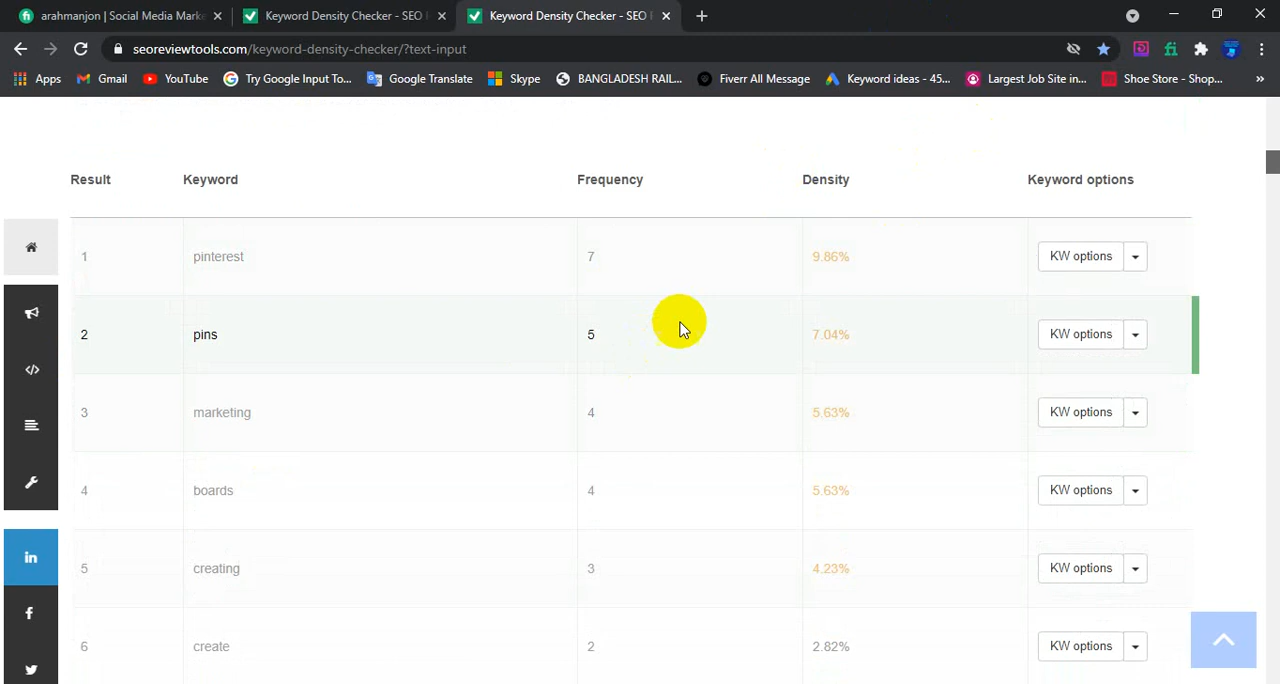 arahmanjon | Social Media Marke
Keyword Density Checker - SEO
Keyword Density Checker - SEO
seoreviewtools.com/keyword-density-checker/?text-input
Apps
Gmail
YouTube
Try Google Input To...
Google Translate
Skype
BANGLADESH RAIL...
Fiverr All Message
Keyword ideas - 45...
Largest Job Site in...
Shoe Store - Shop...
»
Result Keyword Frequency Density Keyword options
1 pinterest 7 9.86% KW options
2 pins 5 7.04% KW options
3 marketing 4 5.63% KW options
4 boards 4 5.63% KW options
5 creating 3 4.23% KW options
6 create 2 2.82% KW options